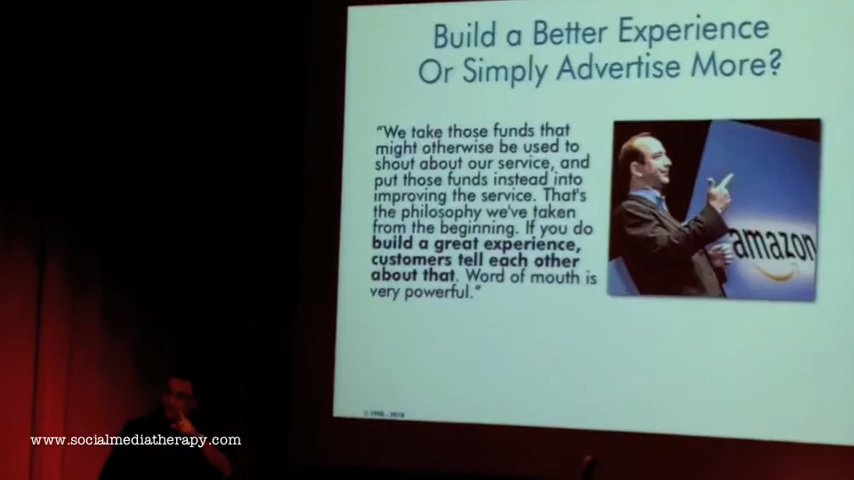 Build a Better Experience
Or Simply Advertise More?
"We take those funds that
might otherwise be used to
shout about our service, and
put those funds instead into
improving the service. That's
the philosophy we've taken
from the beginning. If you do
build a great experience,
customers tell each other
about that. Word of mouth is
very powerful."
amazon
www.socialmediatherapy.com